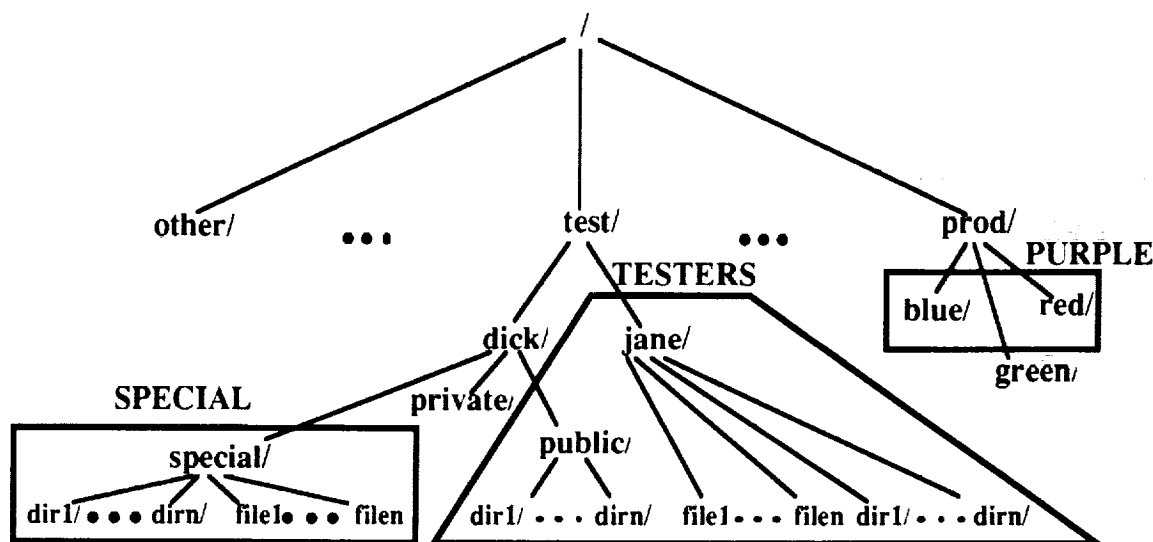 /
other/ ••• test/ ••• prod/
TESTERS PURPLE
blue/ red/
dick/ jane/
green/
SPECIAL private/
public/
special/
dir1/ ••• dirn/ file1 ••• filen dir1/ ... dirn/ file1 ... filen dir1/ ... dirn/